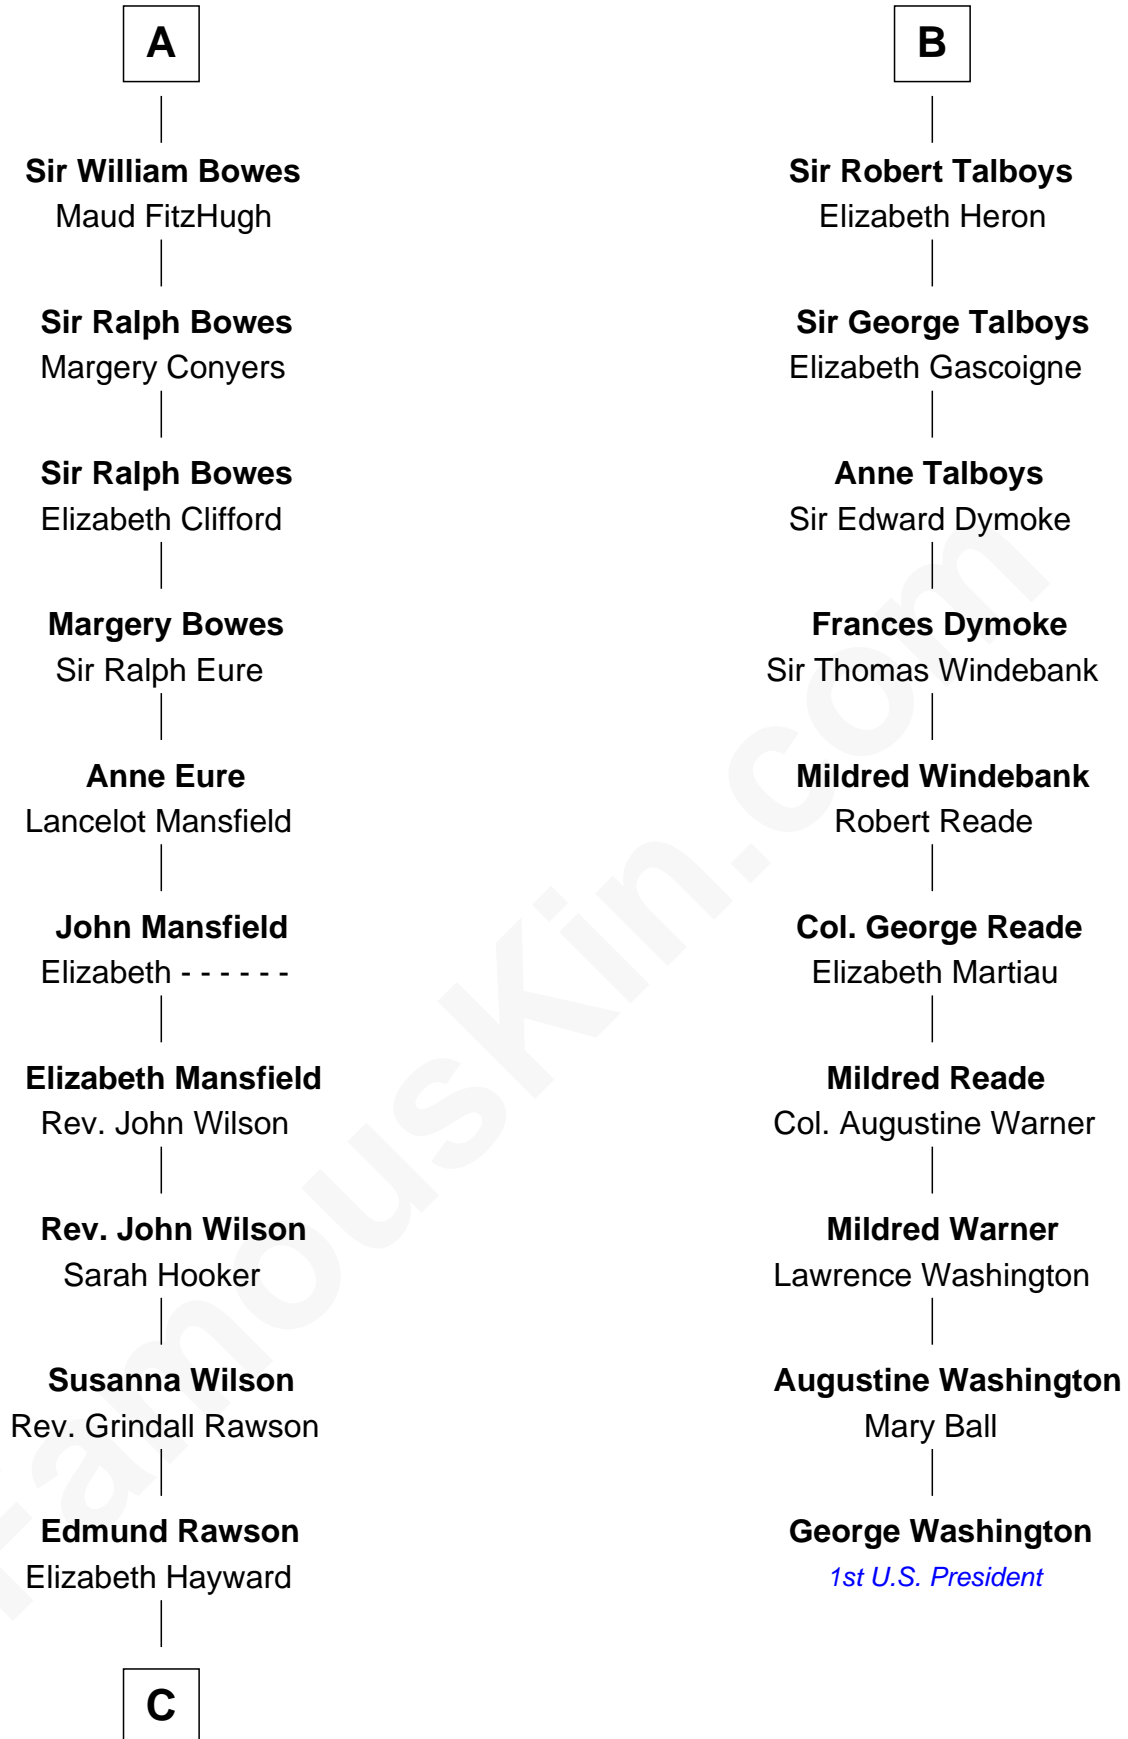 A
Sir William Bowes
Maud FitzHugh
Sir Ralph Bowes
Margery Conyers
Sir Ralph Bowes
Elizabeth Clifford
Margery Bowes
Sir Ralph Eure
Anne Eure
Lancelot Mansfield
John Mansfield
Elizabeth - - - - - -
Elizabeth Mansfield
Rev. John Wilson
Rev. John Wilson
Sarah Hooker
Susanna Wilson
Rev. Grindall Rawson
Edmund Rawson
Elizabeth Hayward
C
B
Sir Robert Talboys
Elizabeth Heron
Sir George Talboys
Elizabeth Gascoigne
Anne Talboys
Sir Edward Dymoke
Frances Dymoke
Sir Thomas Windebank
Mildred Windebank
Robert Reade
Col. George Reade
Elizabeth Martiau
Mildred Reade
Col. Augustine Warner
Mildred Warner
Lawrence Washington
Augustine Washington
Mary Ball
George Washington
1st U.S. President
FamousKin.com